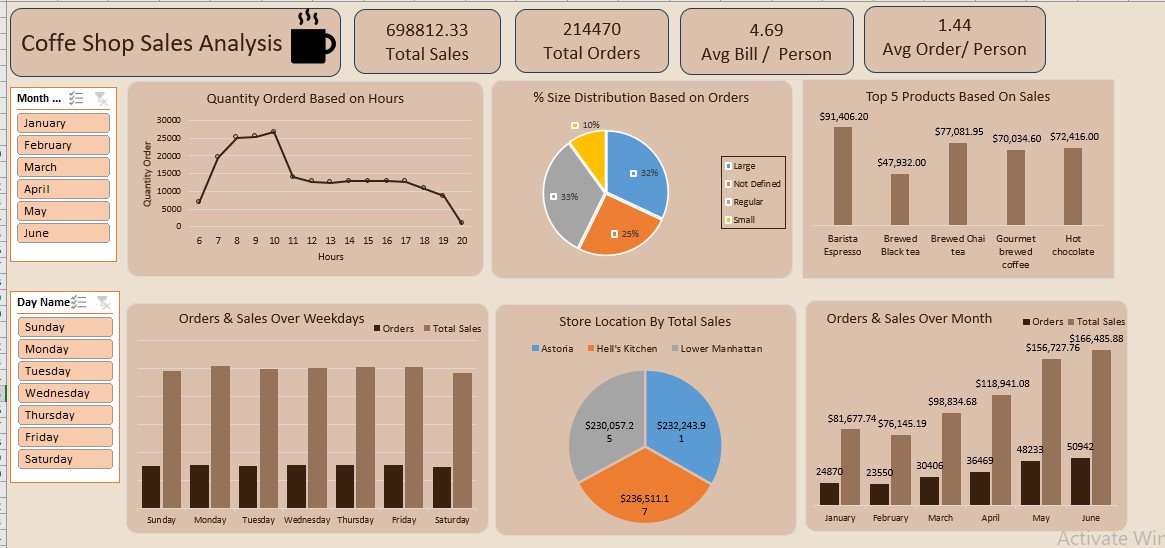 Coffe Shop Sales Analysis
698812.33
Total Sales
214470
Total Orders
4.69
Avg Bill / Person
1.44
Avg Order/ Person
Month ...
January
February
March
April
May
June
Quantity Orderd Based on Hours
Quantity Order
30000
25000
20000
15000
10000
5000
0
6 7 8 9 10 11 12 13 14 15 16 17 18 19 20
Hours
% Size Distribution Based on Orders
10%
32%
33%
25%
Large
Not Defined
Regular
Small
Top 5 Products Based On Sales
$91,406.20
$47,932.00
$77,081.95
$70,034.60
$72,416.00
Barista
Espresso
Brewed
Black tea
Brewed Chai
tea
Gourmet
brewed
coffee
Hot
chocolate
Day Name
Sunday
Monday
Tuesday
Wednesday
Thursday
Friday
Saturday
Orders & Sales Over Weekdays
Orders Total Sales
Sunday Monday Tuesday Wednesday Thursday Friday Saturday
Store Location By Total Sales
Astoria Hell's Kitchen Lower Manhattan
$230,057.2
5
$232,243.9
1
$236,511.1
7
Orders & Sales Over Month
Orders Total Sales
$81,677.74
$76,145.19
$98,834.68
$118,941.08
$156,727.76
$166,485.88
24870
23550
30406
36469
48233
50942
January February March April May June
Activate Win